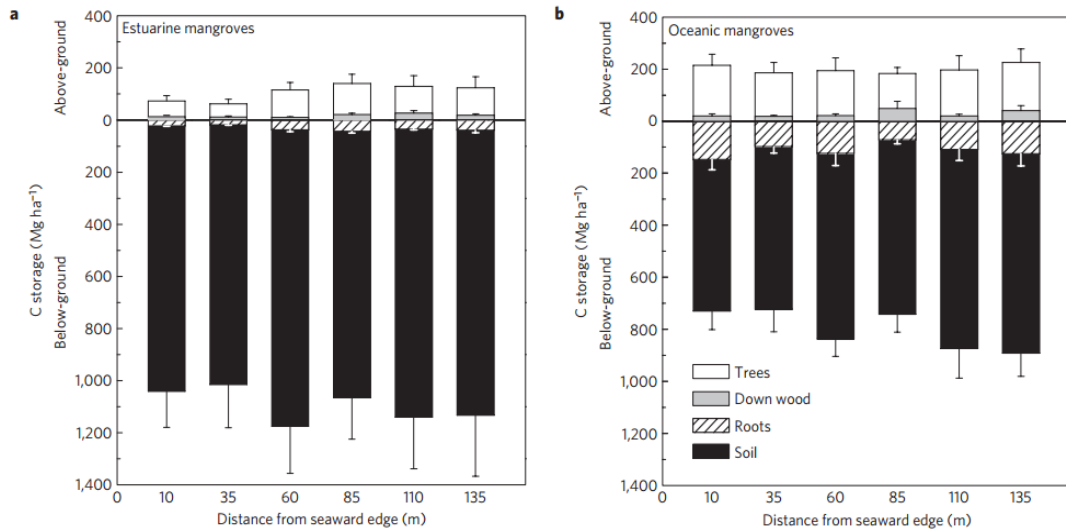 a
Estuarine mangroves
400
200
0
200
400
600
800
1,000
1,200
1,400
Above-ground
C storage (Mg ha⁻¹)
Below-ground
0
10
35
60
85
110
135
Distance from seaward edge (m)
b
Oceanic mangroves
400
200
0
200
400
600
800
1,000
1,200
1,400
Above-ground
C storage (Mg ha⁻¹)
Below-ground
Trees
Down wood
Roots
Soil
0
10
35
60
85
110
135
Distance from seaward edge (m)